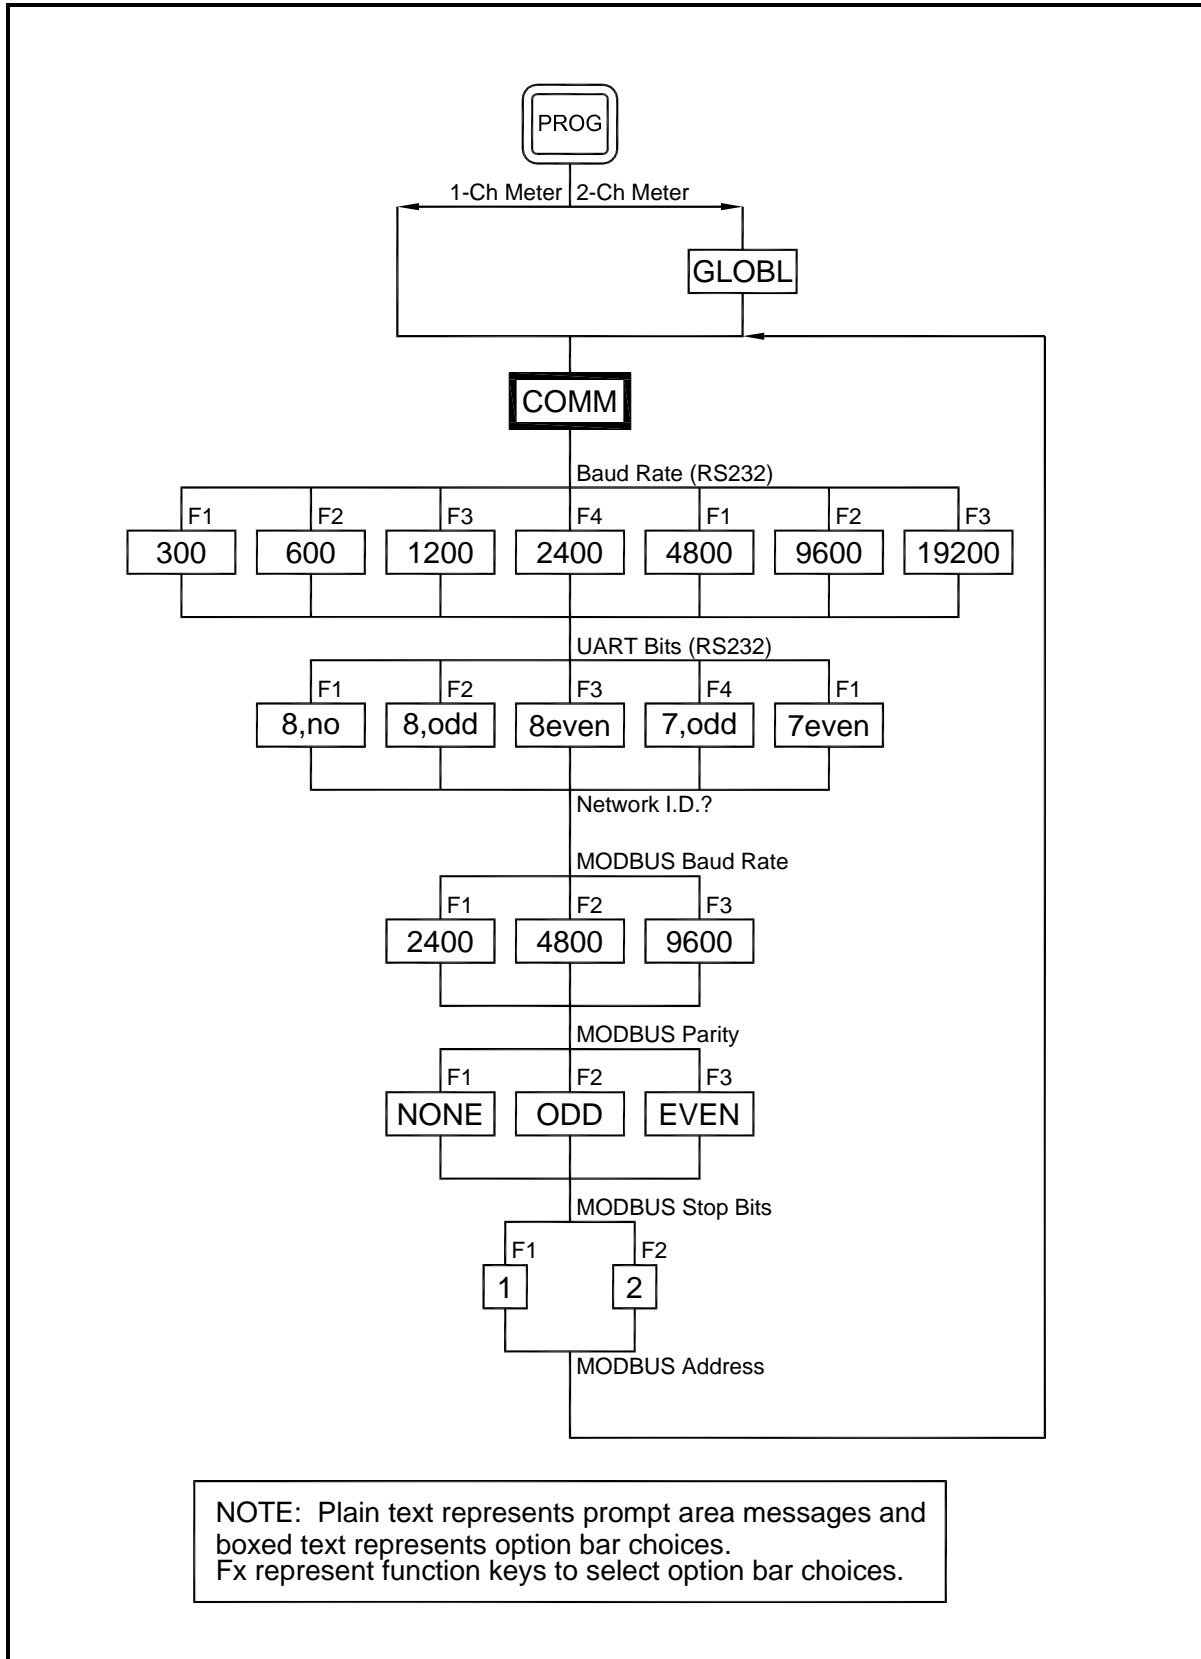 PROG
1-Ch Meter 2-Ch Meter
GLOBL
COMM
Baud Rate (RS232)
F1 F2 F3 F4 F1 F2 F3
300 600 1200 2400 4800 9600 19200
UART Bits (RS232)
F1 F2 F3 F4 F1
8,no 8,odd 8even 7,odd 7even
Network I.D.?
MODBUS Baud Rate
F1 F2 F3
2400 4800 9600
MODBUS Parity
F1 F2 F3
NONE ODD EVEN
MODBUS Stop Bits
F1 F2
1 2
MODBUS Address
NOTE: Plain text represents prompt area messages and
boxed text represents option bar choices.
Fx represent function keys to select option bar choices.